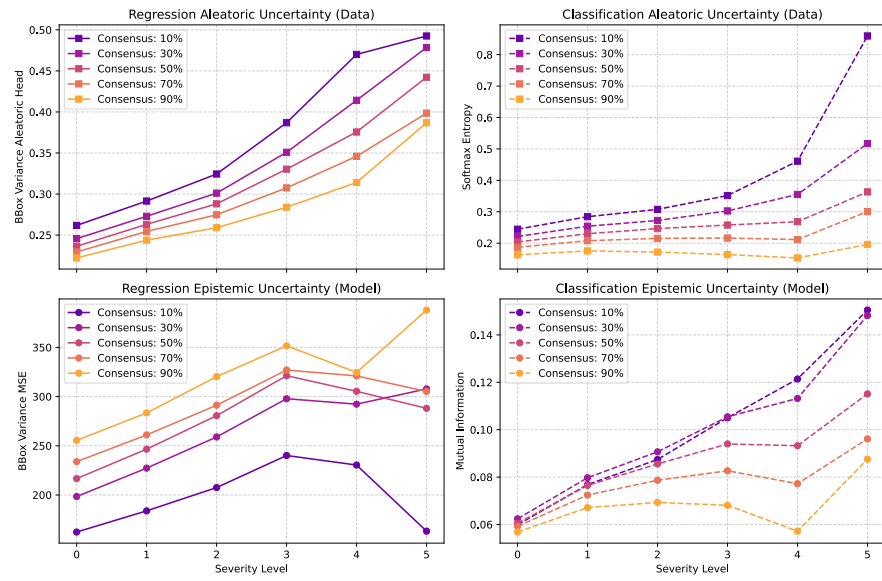 Regression Aleatoric Uncertainty (Data)
BBox Variance Aleatoric Head
0.50
0.45
0.40
0.35
0.30
0.25
Consensus: 10%
Consensus: 30%
Consensus: 50%
Consensus: 70%
Consensus: 90%
Classification Aleatoric Uncertainty (Data)
Softmax Entropy
0.8
0.7
0.6
0.5
0.4
0.3
0.2
Consensus: 10%
Consensus: 30%
Consensus: 50%
Consensus: 70%
Consensus: 90%
Regression Epistemic Uncertainty (Model)
BBox Variance MSE
350
300
250
200
Consensus: 10%
Consensus: 30%
Consensus: 50%
Consensus: 70%
Consensus: 90%
0 1 2 3 4 5
Severity Level
Classification Epistemic Uncertainty (Model)
Mutual Information
0.14
0.12
0.10
0.08
0.06
Consensus: 10%
Consensus: 30%
Consensus: 50%
Consensus: 70%
Consensus: 90%
0 1 2 3 4 5
Severity Level